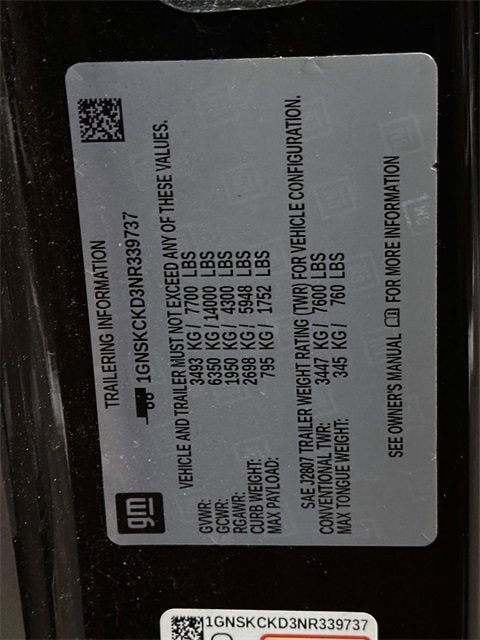 gm
TRAILERING INFORMATION
1GNSKCKD3NR339737
VEHICLE AND TRAILER MUST NOT EXCEED ANY OF THESE VALUES.
GVWR: 3493 KG/ 7700 LBS
GCWR: 6350 KG/ 14000 LBS
RGAWR: 1950 KG/ 4300 LBS
CURB WEIGHT: 2698 KG/ 5948 LBS
MAX PAYLOAD: 795 KG/ 1752 LBS
SAE J2807 TRAILER WEIGHT RATING (TWR) FOR VEHICLE CONFIGURATION.
CONVENTIONAL TWR: 3447 KG/ 7600 LBS
MAX TONGUE WEIGHT: 345 KG/ 760 LBS
SEE OWNER'S MANUAL FOR MORE INFORMATION
1GNSKCKD3NR339737